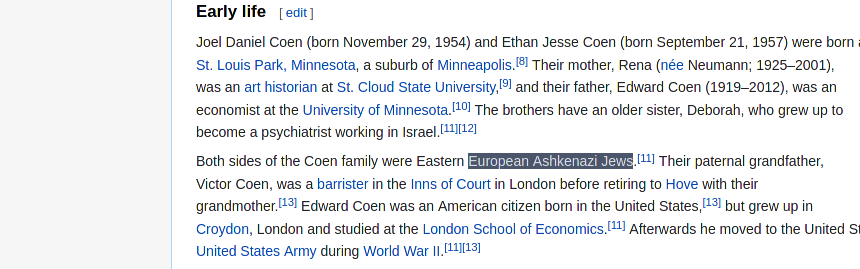 Early life [ edit ]
Joel Daniel Coen (born November 29, 1954) and Ethan Jesse Coen (born September 21, 1957) were born
St. Louis Park, Minnesota, a suburb of Minneapolis.[8] Their mother, Rena (née Neumann; 1925–2001),
was an art historian at St. Cloud State University,[9] and their father, Edward Coen (1919–2012), was an
economist at the University of Minnesota.[10] The brothers have an older sister, Deborah, who grew up to
become a psychiatrist working in Israel.[11][12]
Both sides of the Coen family were Eastern European Ashkenazi Jews.[11] Their paternal grandfather,
Victor Coen, was a barrister in the Inns of Court in London before retiring to Hove with their
grandmother.[13] Edward Coen was an American citizen born in the United States,[13] but grew up in
Croydon, London and studied at the London School of Economics.[11] Afterwards he moved to the United
United States Army during World War II.[11][13]